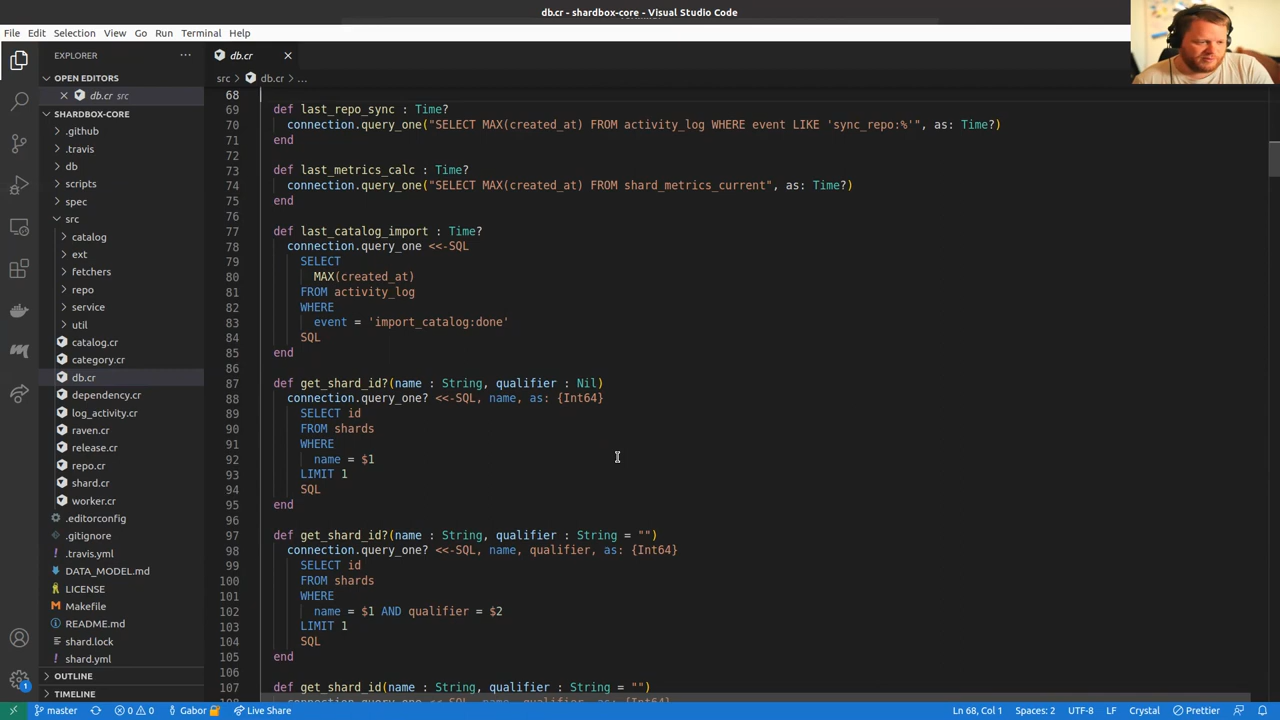 db.cr - shardbox-core - Visual Studio Code
File Edit Selection View Go Run Terminal Help
EXPLORER
OPEN EDITORS
db.cr src
SHARDBOX-CORE
.github
.travis
db
scripts
spec
src
catalog
ext
fetchers
repo
service
util
catalog.cr
category.cr
db.cr
dependency.cr
log_activity.cr
raven.cr
release.cr
repo.cr
shard.cr
worker.cr
.editorconfig
.gitignore
.travis.yml
DATA_MODEL.md
LICENSE
Makefile
README.md
shard.lock
shard.yml
OUTLINE
TIMELINE
db.cr
src > db.cr > ...
68
69 def last_repo_sync : Time?
70 connection.query_one("SELECT MAX(created_at) FROM activity_log WHERE event LIKE 'sync_repo:%'", as: Time?)
71 end
72
73 def last_metrics_calc : Time?
74 connection.query_one("SELECT MAX(created_at) FROM shard_metrics_current", as: Time?)
75 end
76
77 def last_catalog_import : Time?
78 connection.query_one <<-SQL
79 SELECT
80 MAX(created_at)
81 FROM activity_log
82 WHERE
83 event = 'import_catalog:done'
84 SQL
85 end
86
87 def get_shard_id?(name : String, qualifier : Nil)
88 connection.query_one? <<-SQL, name, as: {Int64}
89 SELECT id
90 FROM shards
91 WHERE
92 name = $1
93 LIMIT 1
94 SQL
95 end
96
97 def get_shard_id?(name : String, qualifier : String = "")
98 connection.query_one? <<-SQL, name, qualifier, as: {Int64}
99 SELECT id
100 FROM shards
101 WHERE
102 name = $1 AND qualifier = $2
103 LIMIT 1
104 SQL
105 end
106
107 def get_shard_id(name : String, qualifier : String = "")
master 0 0 Gabor Live Share Ln 68, Col 1 Spaces: 2 UTF-8 LF Crystal Prettier